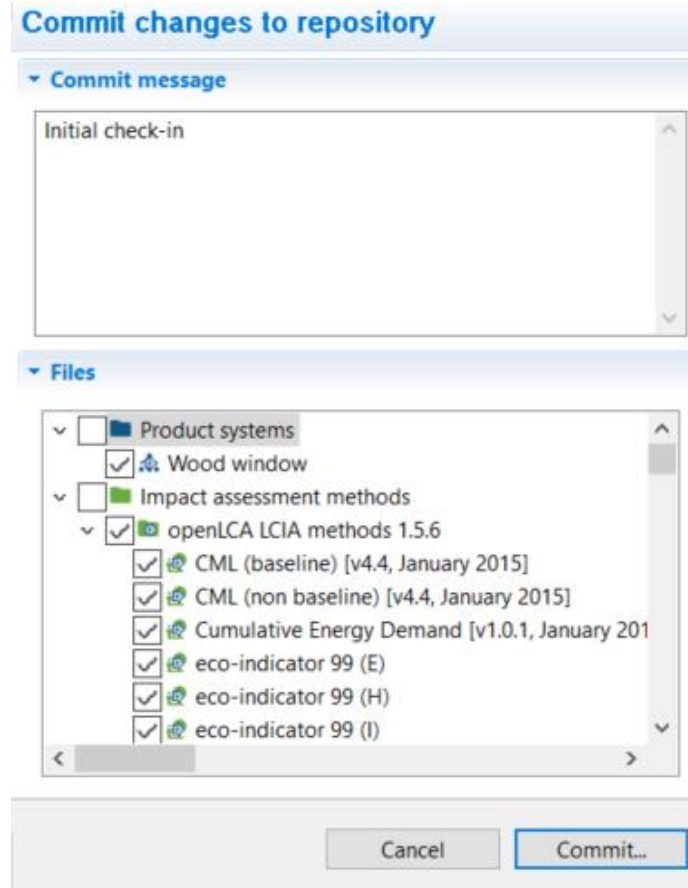 Commit changes to repository
Commit message
Initial check-in
Files
Product systems
Wood window
Impact assessment methods
openLCA LCIA methods 1.5.6
CML (baseline) [v4.4, January 2015]
CML (non baseline) [v4.4, January 2015]
Cumulative Energy Demand [v1.0.1, January 201
eco-indicator 99 (E)
eco-indicator 99 (H)
eco-indicator 99 (I)
Cancel
Commit...